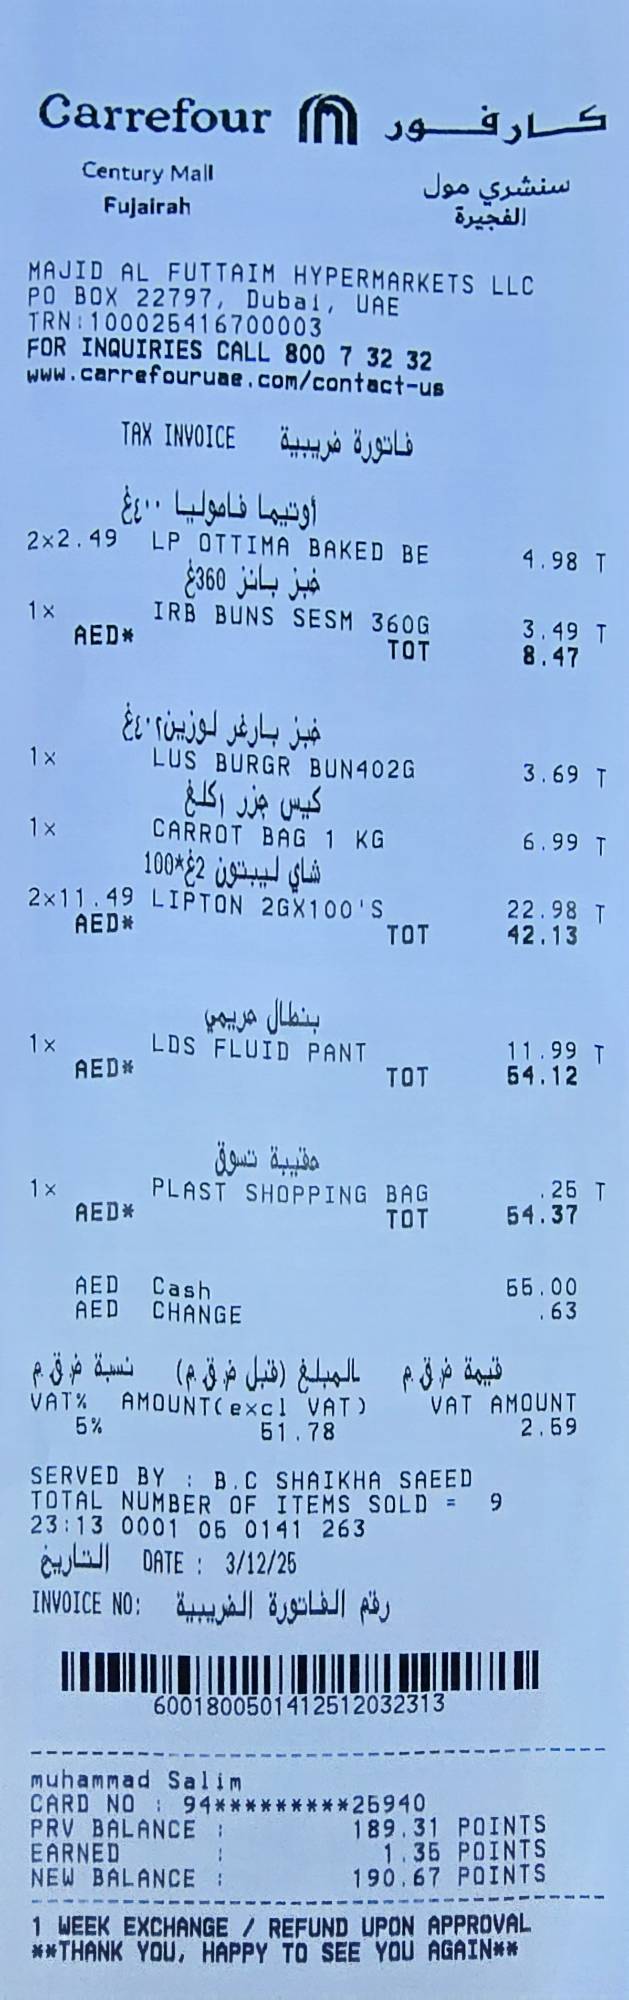 Carrefour كارفور
Century Mall سنشري مول
Fujairah الفجيرة
MAJID AL FUTTAIM HYPERMARKETS LLC
PO BOX 22797, Dubai, UAE
TRN:100025416700003
FOR INQUIRIES CALL 800 7 32 32
www.carrefouruae.com/contact-us
TAX INVOICE فاتورة ضريبية
أوتيما فاموليا ٤٠٠غ
2x2.49 LP OTTIMA BAKED BE 4.98 T
خبز بانز 360غ
1x IRB BUNS SESM 360G 3.49 T
AED* TOT 8.47
خبز بارغر لوزين٤٠٢غ
1x LUS BURGR BUN402G 3.69 T
كيس جزر ١كلغ
1x CARROT BAG 1 KG 6.99 T
شاي ليبتون 2غ*100
2x11.49 LIPTON 2GX100'S 22.98 T
AED* TOT 42.13
بنطال حريمي
1x LDS FLUID PANT 11.99 T
AED* TOT 54.12
حقيبة تسوق
1x PLAST SHOPPING BAG .25 T
AED* TOT 54.37
AED Cash 55.00
AED CHANGE .63
نسبة ض.ق.م المبلغ (قبل ض.ق.م) قيمة ض.ق.م
VAT% AMOUNT(excl VAT) VAT AMOUNT
5% 51.78 2.59
SERVED BY : B.C SHAIKHA SAEED
TOTAL NUMBER OF ITEMS SOLD = 9
23:13 0001 05 0141 263
التاريخ DATE : 3/12/25
INVOICE NO: رقم الفاتورة الضريبية
6001800501412512032313
muhammad Salim
CARD NO : 94*********25940
PRV BALANCE : 189.31 POINTS
EARNED : 1.35 POINTS
NEW BALANCE : 190.67 POINTS
1 WEEK EXCHANGE / REFUND UPON APPROVAL
**THANK YOU, HAPPY TO SEE YOU AGAIN**